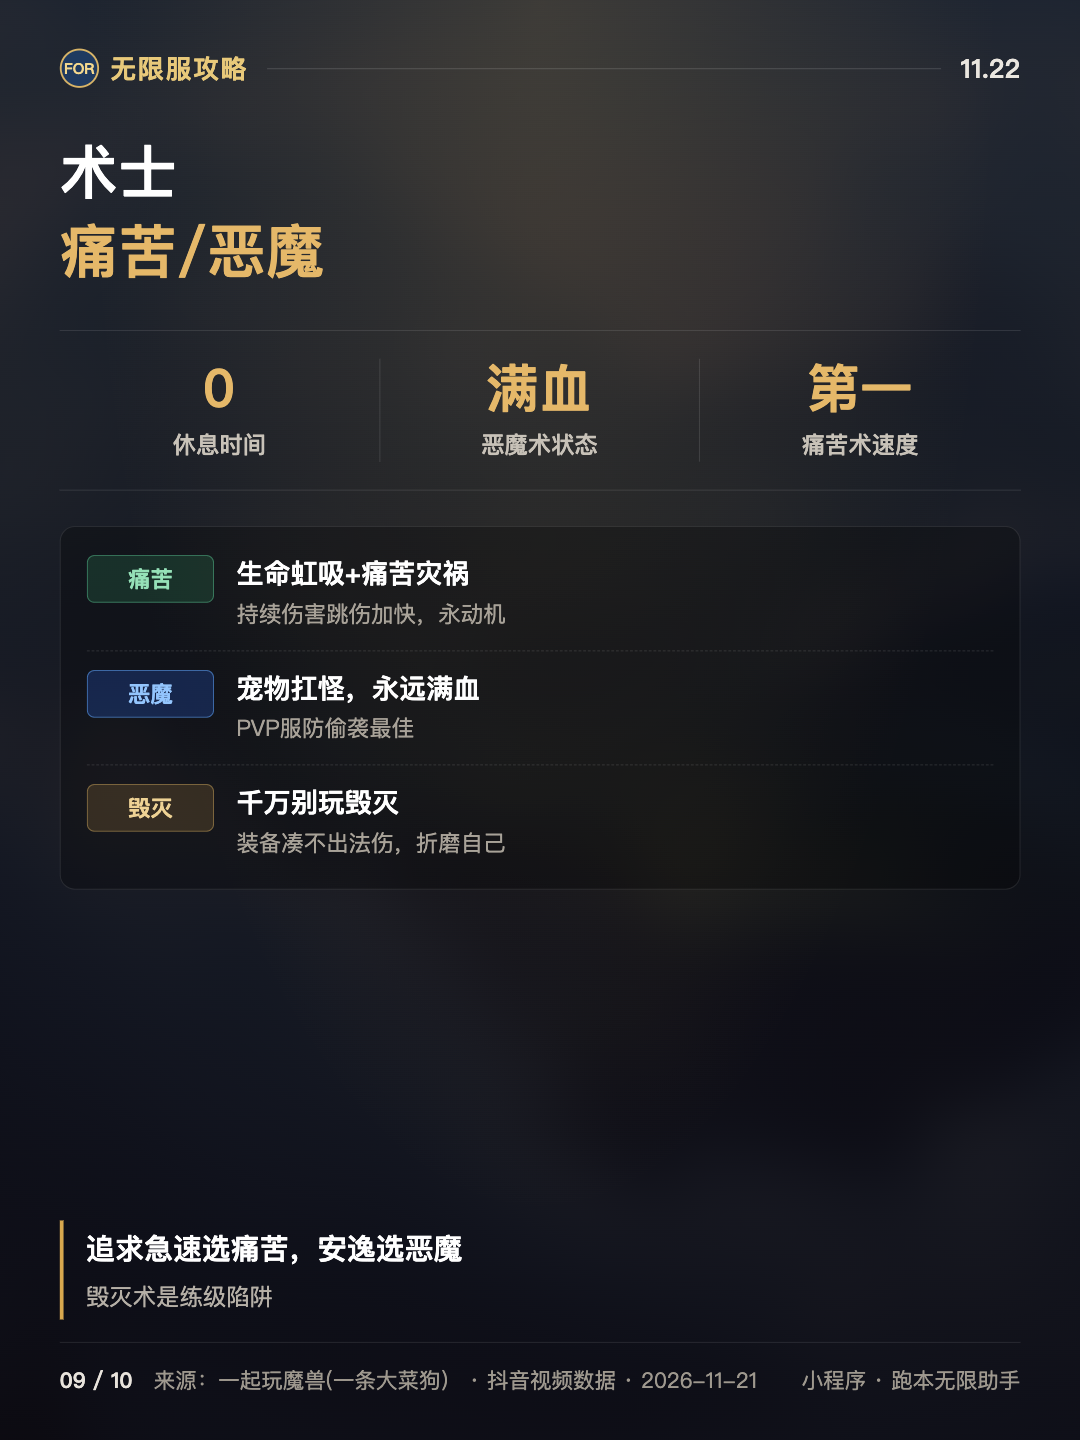 FOR 无限服攻略 11.22
术士
痛苦/恶魔
0 满血 第一
休息时间 恶魔术状态 痛苦术速度
痛苦 生命虹吸+痛苦灾祸
持续伤害跳伤加快，永动机
恶魔 宠物扛怪，永远满血
PVP服防偷袭最佳
毁灭 千万别玩毁灭
装备凑不出法伤，折磨自己
追求急速选痛苦，安逸选恶魔
毁灭术是练级陷阱
09 / 10 来源：一起玩魔兽(一条大菜狗） · 抖音视频数据 · 2026-11-21 小程序 · 跑本无限助手